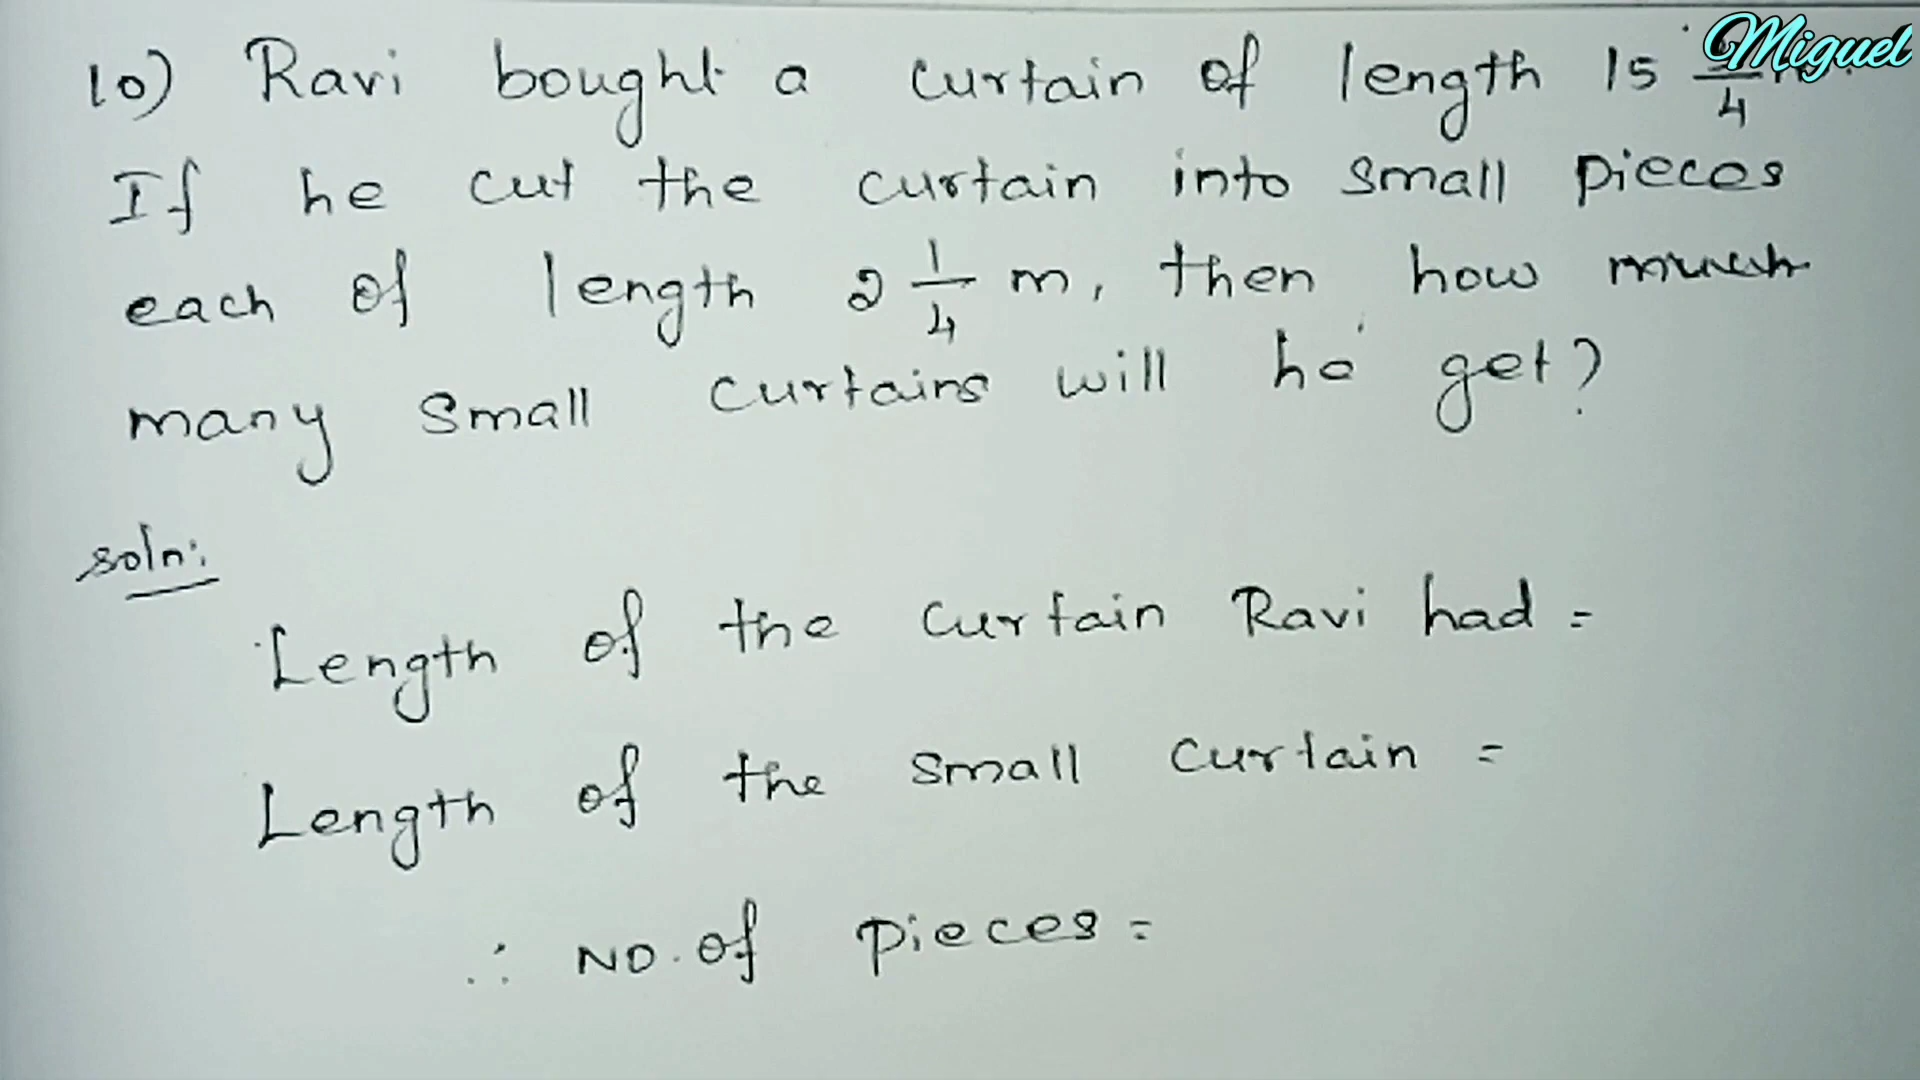 Miguel
10) Ravi bought a curtain of length 15 /4
If he cut the curtain into small pieces
each of length 2 1/4 m, then how much
many small curtains will he get?
soln:
Length of the curtain Ravi had =
Length of the small curtain =
∴ NO. of pieces =